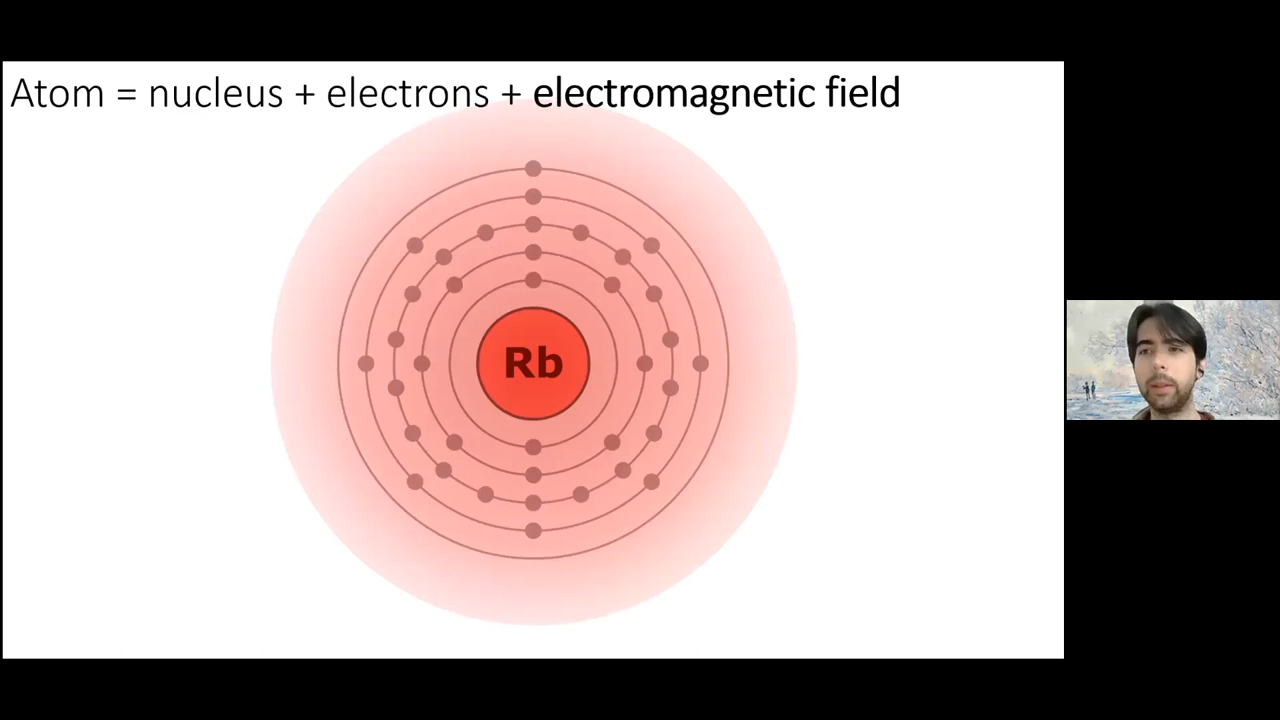 Atom = nucleus + electrons + electromagnetic field
Rb